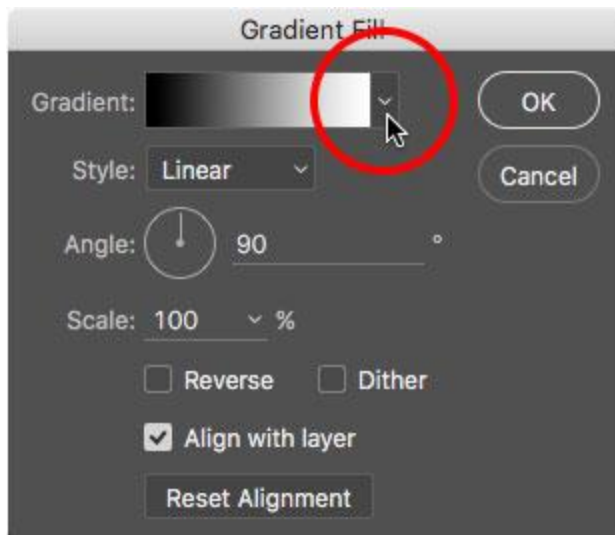 Gradient Fill
Gradient: OK
Style: Linear
Cancel
Angle: 90 °
Scale: 100 %
Reverse Dither
Align with layer
Reset Alignment